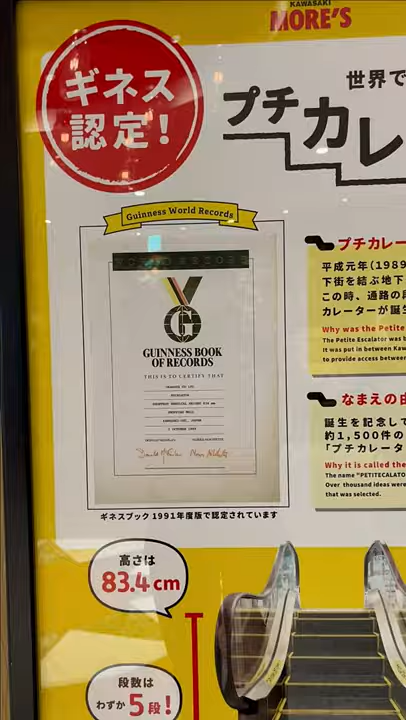 KAWASAKI
MORE'S
ギネス
認定!
世界で
プチカレ
Guinness World Records
GUINNESS BOOK
OF RECORDS
THIS IS TO CERTIFY THAT
プチカレー
平成元年(1989
下街を結ぶ地下
この時、通路の段
カレーターが誕生
Why was the Petite
The Petite Escalator was b
It was put in between Kaw
to provide access between
なまえの由
誕生を記念して
約1,500件の
「プチカレータ
Why it is called the
The name "PETITECALATO
Over thousand ideas were
that was selected.
ギネスブック1991年度版で認定されています
高さは
83.4cm
段数は
わずか5段!